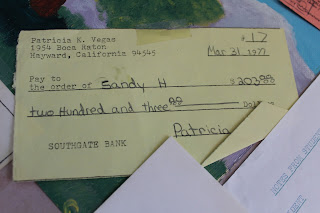 Patricia K. Vegas
#17
1954 Boca Raton
Hayward, California 94545
Mar 31, 1977
Pay to
the order of Sandy H $203 00
two Hundred and three 00
Patricia
SOUTHGATE BANK